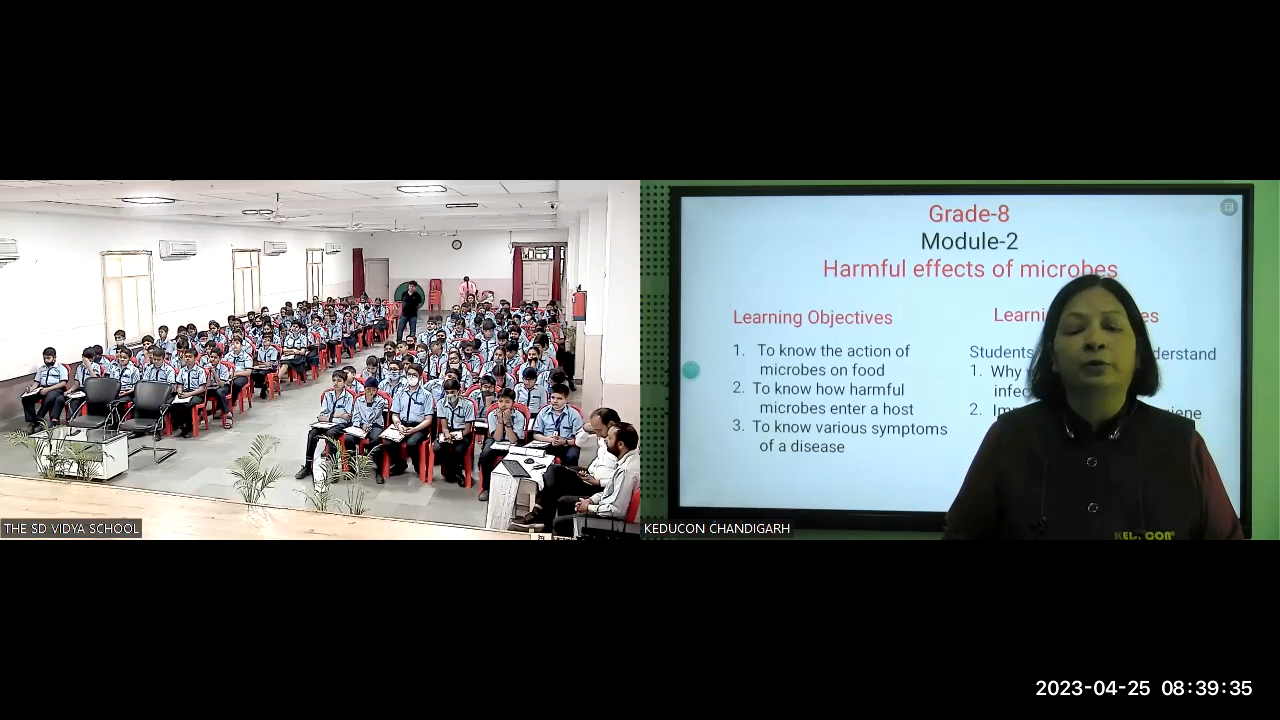 Grade-8
Module-2
Harmful effects of microbes
Learning Objectives
1. To know the action of
microbes on food
2. To know how harmful
microbes enter a host
3. To know various symptoms
of a disease
Students
1. Why
2.
THE SD VIDYA SCHOOL
KEDUCON CHANDIGARH
2023-04-25 08:39:35